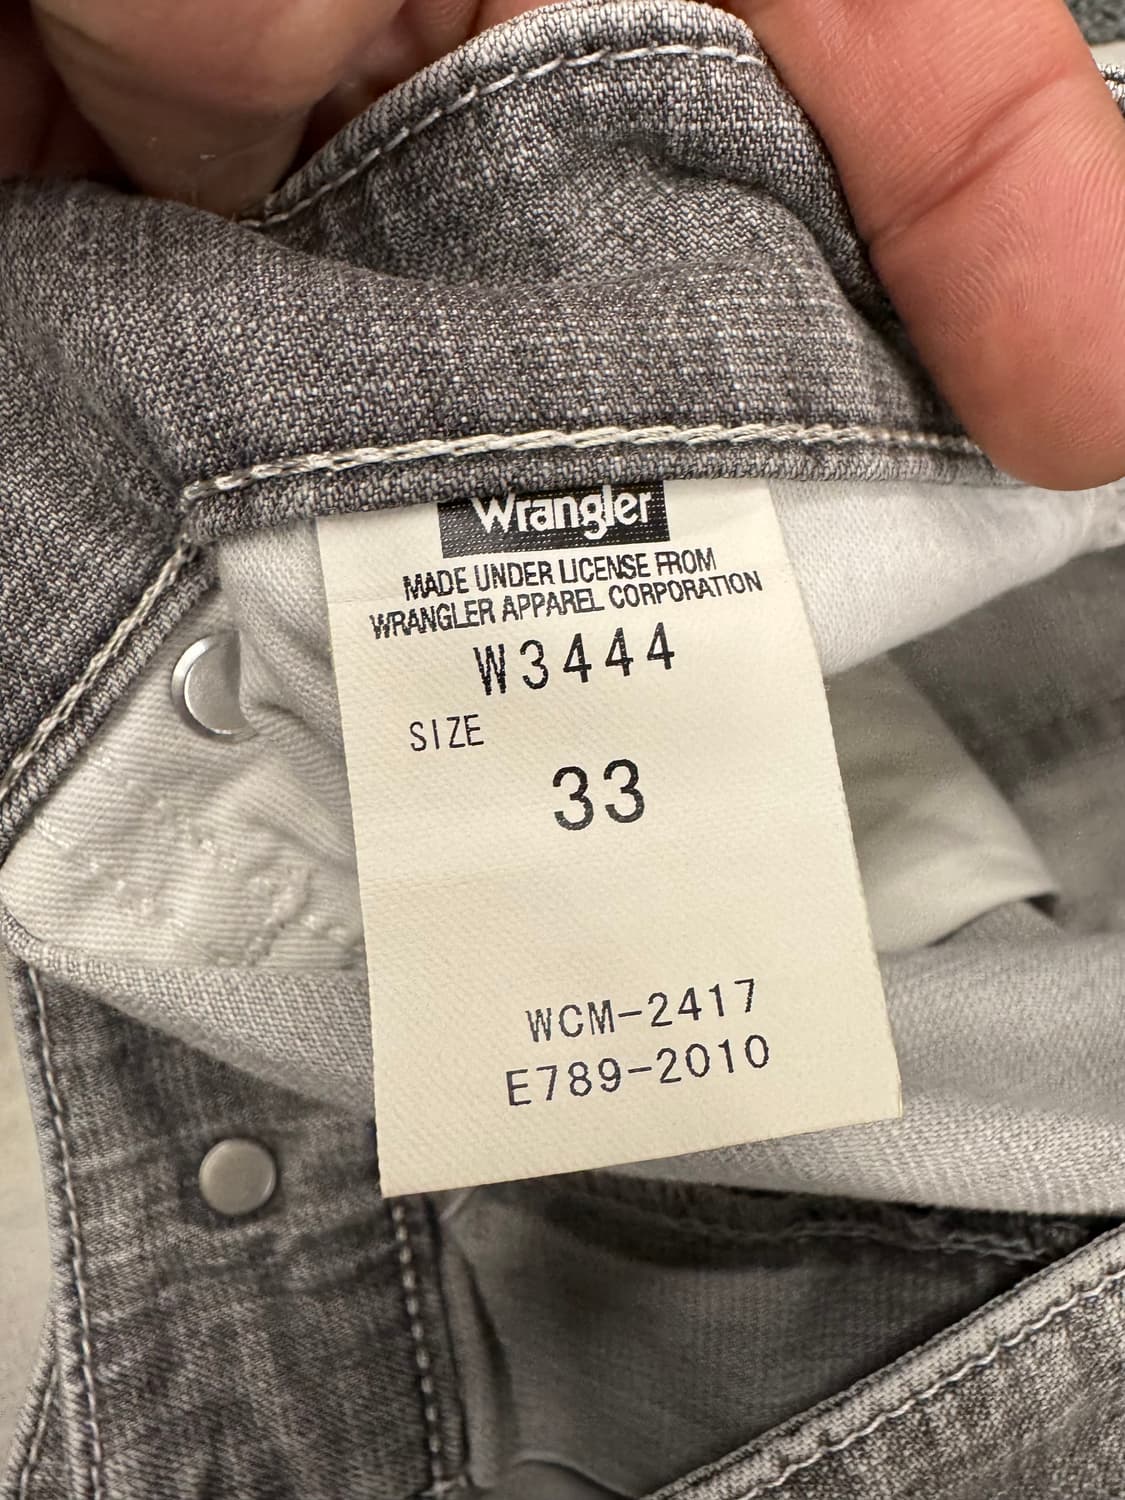 Wrangler
MADE UNDER LICENSE FROM
WRANGLER APPAREL CORPORATION
W3444
SIZE
33
WCM-2417
E789-2010